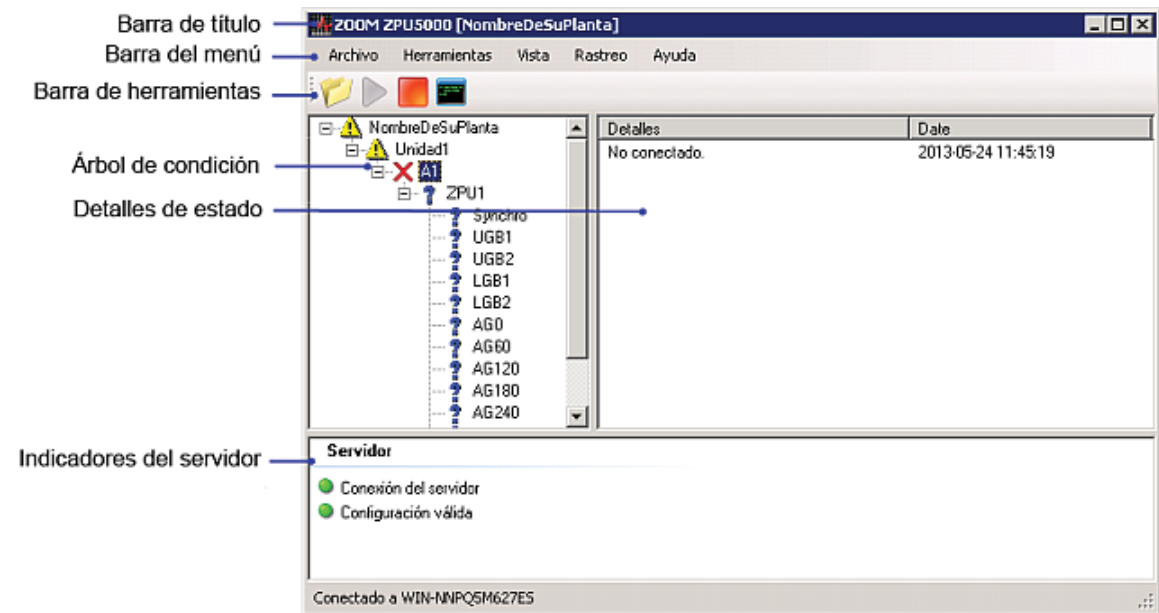 Barra de título
ZOOM ZPU5000 [NombreDeSuPlanta]
Barra del menú
Archivo Herramientas Vista Rastreo Ayuda
Barra de herramientas
NombreDeSuPlanta
Unidad1
Árbol de condición
A1
ZPU1
Detalles de estado
Synchro
UGB1
UGB2
LGB1
LGB2
AG0
AG60
AG120
AG180
AG240
Detalles Date
No conectado. 2013-05-24 11:45:19
Indicadores del servidor
Servidor
Conexión del servidor
Configuración válida
Conectado a WIN-NNPQ5M627ES